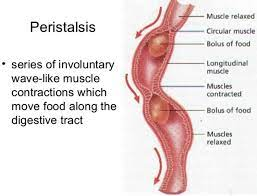 Peristalsis
• series of involuntary
wave-like muscle
contractions which
move food along the
digestive tract
Muscle relaxed
Circular muscle
Bolus of food
Longitudinal
muscle
Muscles
contracted
Bolus of food
Muscles
relaxed